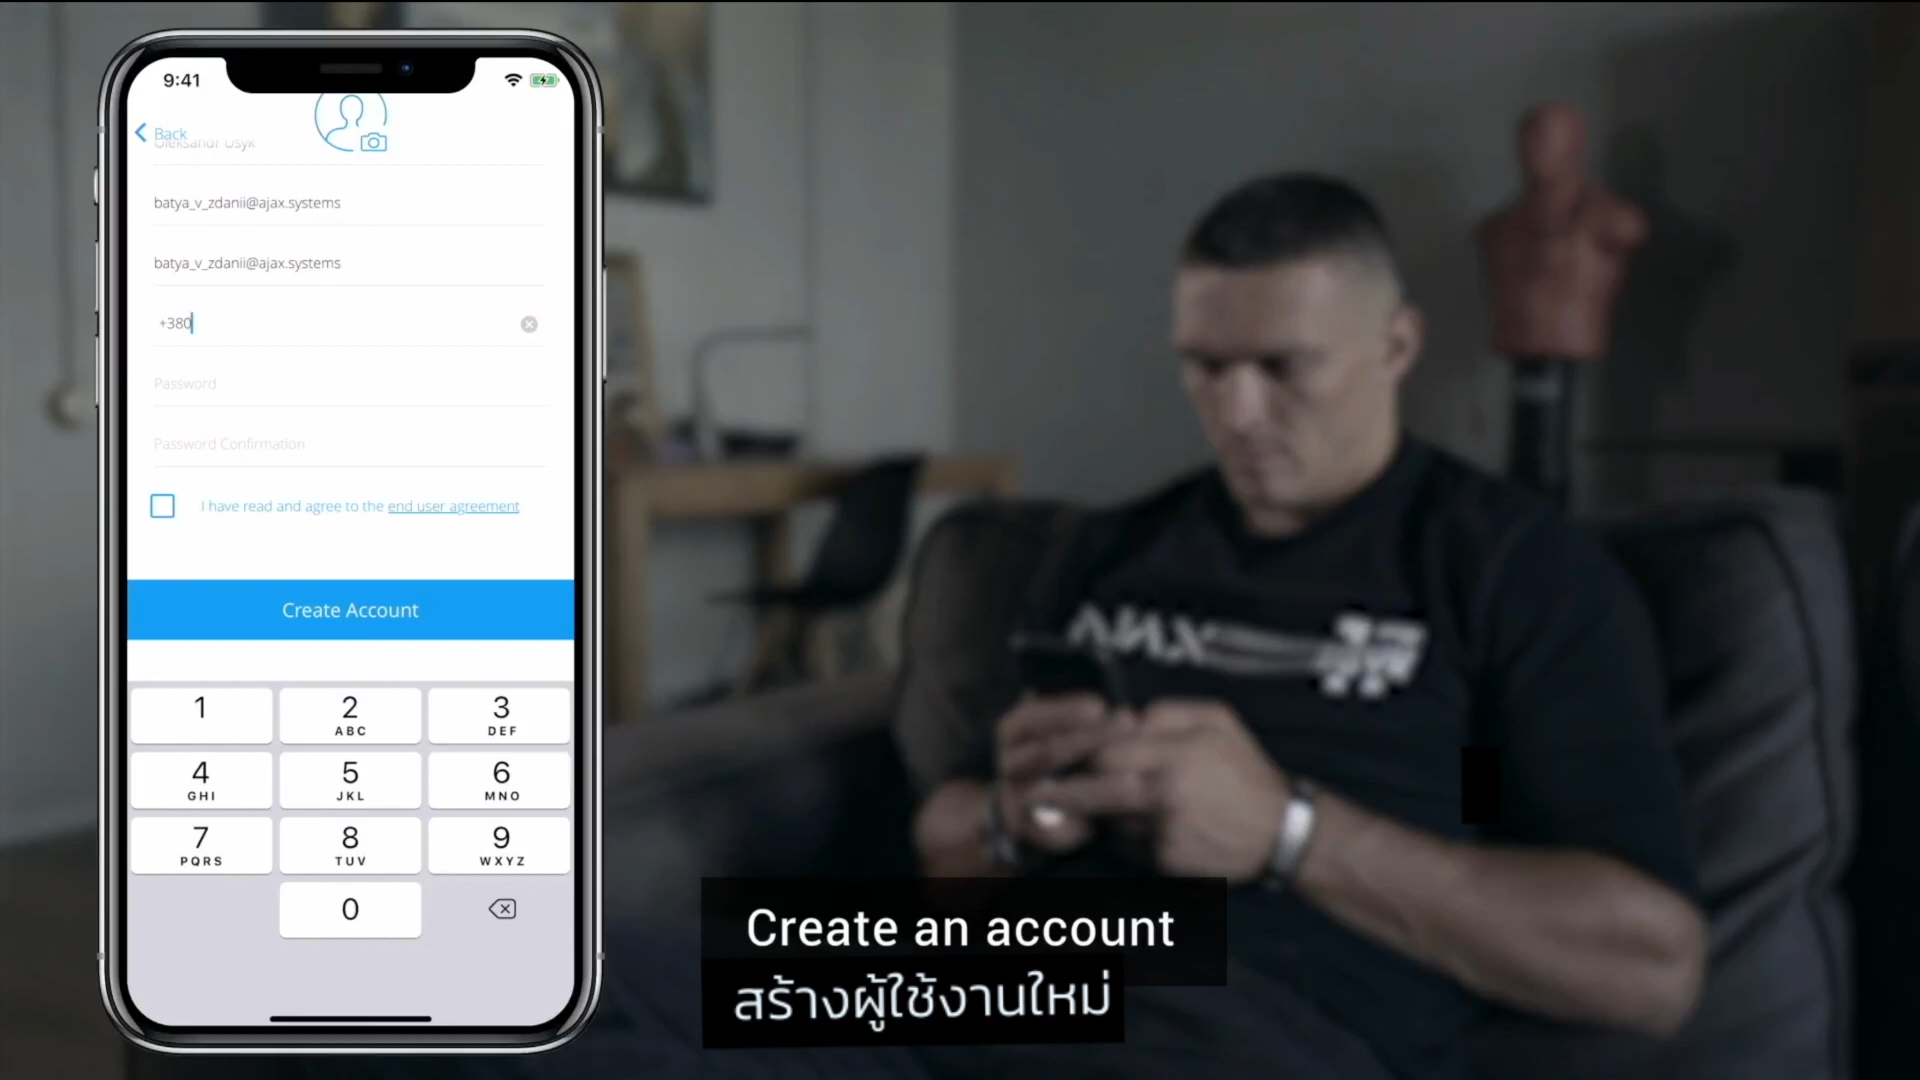 9:41
Back
Oleksandr Usyk
batya_v_zdanii@ajax.systems
batya_v_zdanii@ajax.systems
+380
Password
Password Confirmation
I have read and agree to the end user agreement
Create Account
1
2
ABC
3
DEF
4
GHI
5
JKL
6
MNO
7
PQRS
8
TUV
9
WXYZ
0
AJAX
Create an account
สร้างผู้ใช้งานใหม่